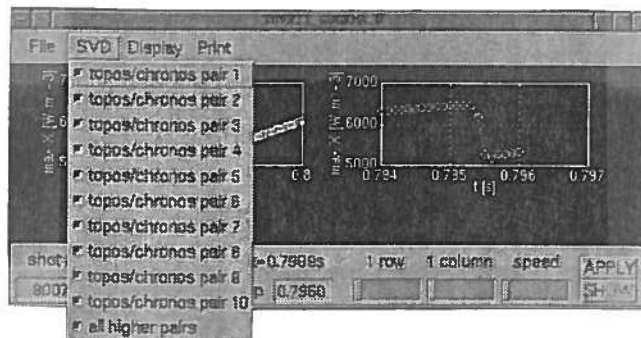 File SVD Display Print
topos/chronos pair 1
topos/chronos pair 2
topos/chronos pair 3
topos/chronos pair 4
topos/chronos pair 5
topos/chronos pair 6
topos/chronos pair 7
topos/chronos pair 8
topos/chronos pair 9
topos/chronos pair 10
all higher pairs
0.8
max X [W m -3]
7000
6000
5000
0.794 0.795 0.796 0.797
t [s]
1 row 1 column speed APPLY
0.7960